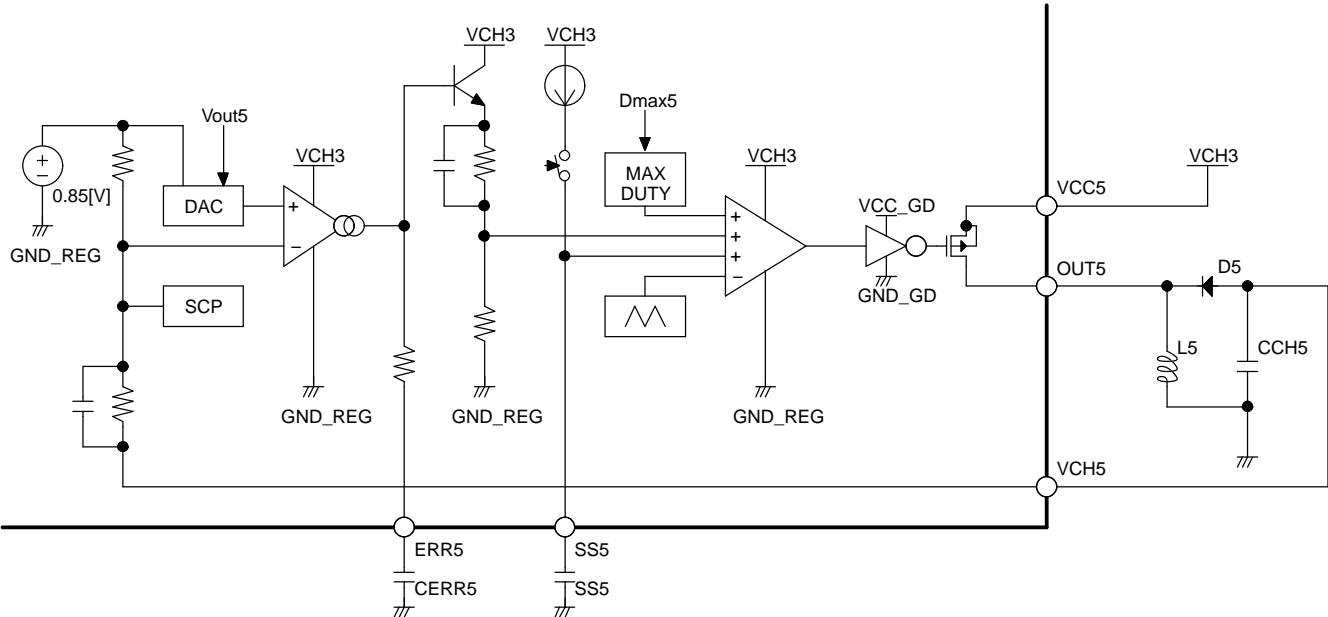 VCH3
VCH3
Dmax5
Vout5
VCH3
VCH3
VCH3
0.85[V]
DAC
+
−
MAX
DUTY
+
+
+
−
VCC_GD
VCC5
GND_REG
SCP
GND_GD
OUT5
D5
L5
CCH5
GND_REG
GND_REG
GND_REG
VCH5
ERR5
SS5
CERR5
SS5